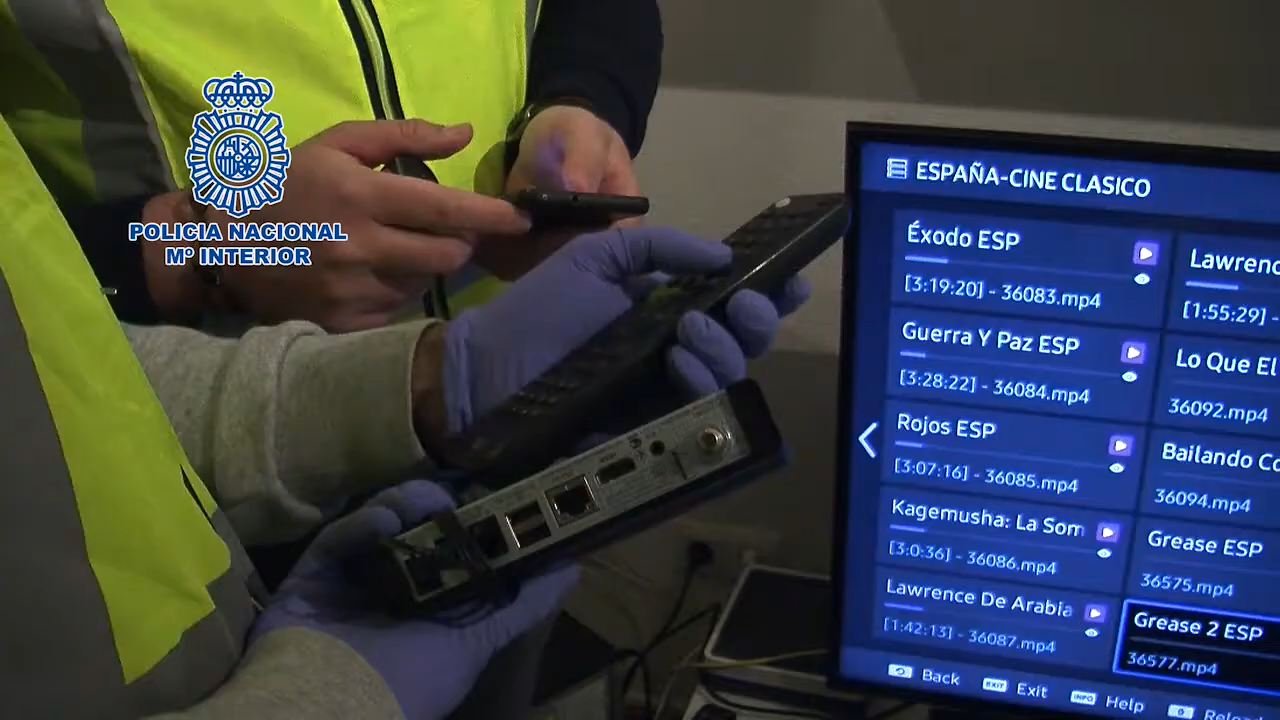 POLICIA NACIONAL
Mº INTERIOR
ESPAÑA-CINE CLASICO
Éxodo ESP
[3:19:20] - 36083.mp4
Guerra Y Paz ESP
[3:28:22] - 36084.mp4
Rojos ESP
[3:07:16] - 36085.mp4
Kagemusha: La Som
[3:0:36] - 36086.mp4
Lawrence De Arabia
[1:42:13] - 36087.mp4
Lawrenc
[1:55:29] -
Lo Que El
36092.mp4
Bailando Co
36094.mp4
Grease ESP
36575.mp4
Grease 2 ESP
36577.mp4
Back
EXIT Exit
INFO Help
Reload